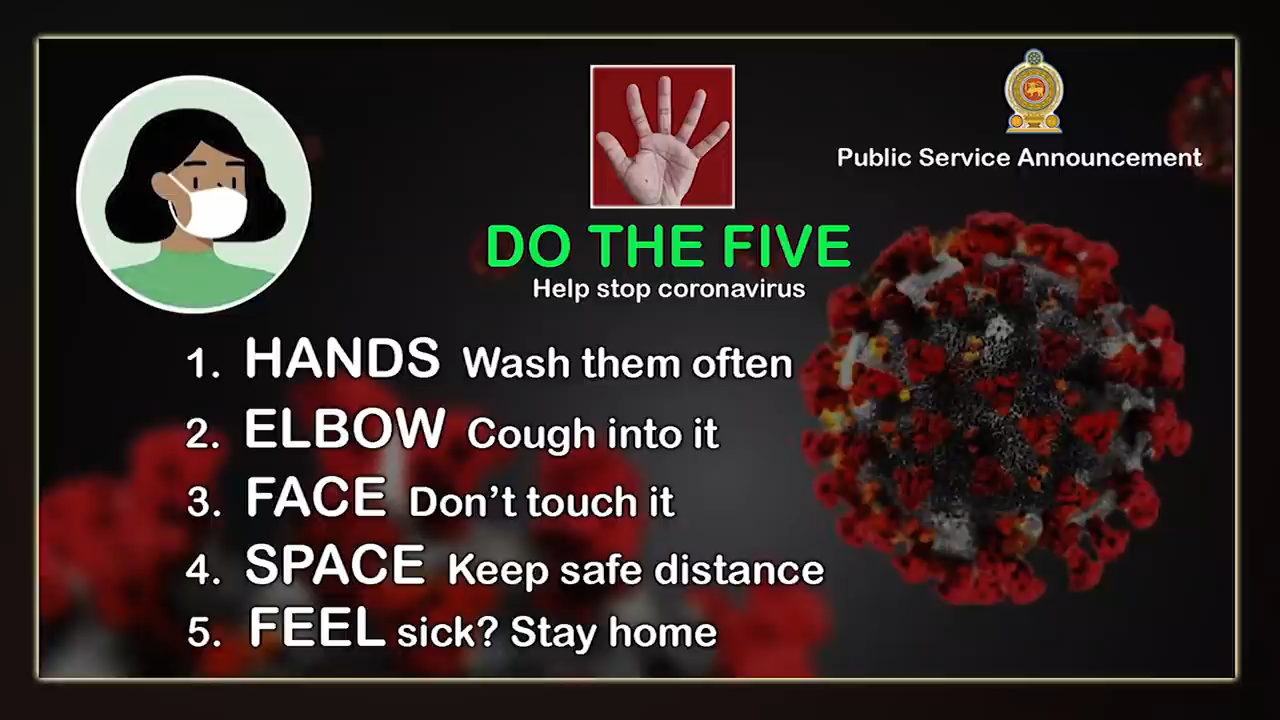 Public Service Announcement
DO THE FIVE
Help stop coronavirus
1. HANDS Wash them often
2. ELBOW Cough into it
3. FACE Don't touch it
4. SPACE Keep safe distance
5. FEEL sick? Stay home